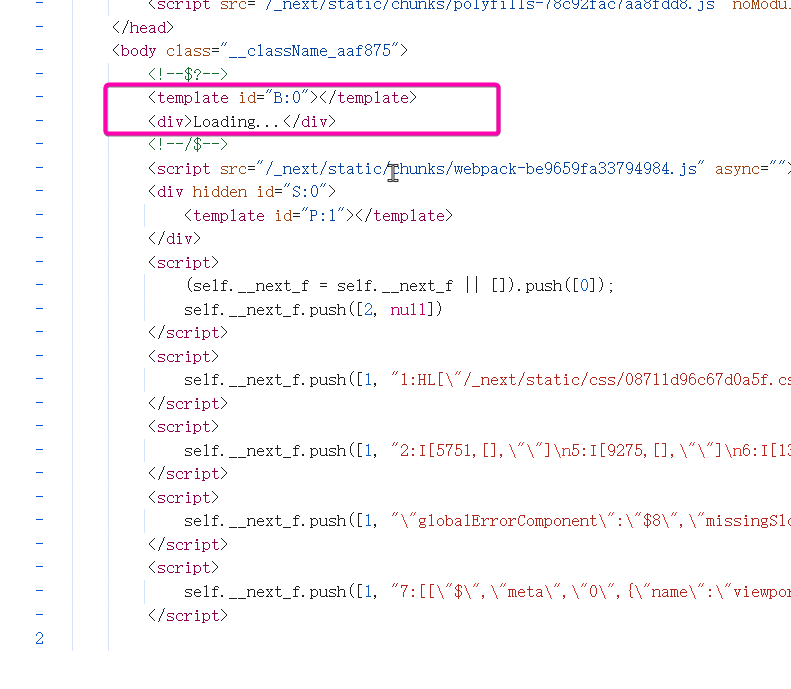 <script src="/_next/static/chunks/polyfills-78c92fac7aa8fdd8.js" noModul
</head>
<body class="__className_aaf875">
<!--$?-->
<template id="B:0"></template>
<div>Loading...</div>
<!--/$-->
<script src="/_next/static/chunks/webpack-be9659fa33794984.js" async="">
<div hidden id="S:0">
<template id="P:1"></template>
</div>
<script>
(self.__next_f = self.__next_f || []).push([0]);
self.__next_f.push([2, null])
</script>
<script>
self.__next_f.push([1, "1:HL[\"/_next/static/css/08711d96c67d0a5f.cs
</script>
<script>
self.__next_f.push([1, "2:I[5751,[],\"\"]\n5:I[9275,[],\"\"]\n6:I[13
</script>
<script>
self.__next_f.push([1, "\"globalErrorComponent\":\"$8\",\"missingSlo
</script>
<script>
self.__next_f.push([1, "7:[[\"$\",\"meta\",\"0\",{\"name\":\"viewpor
</script>
2